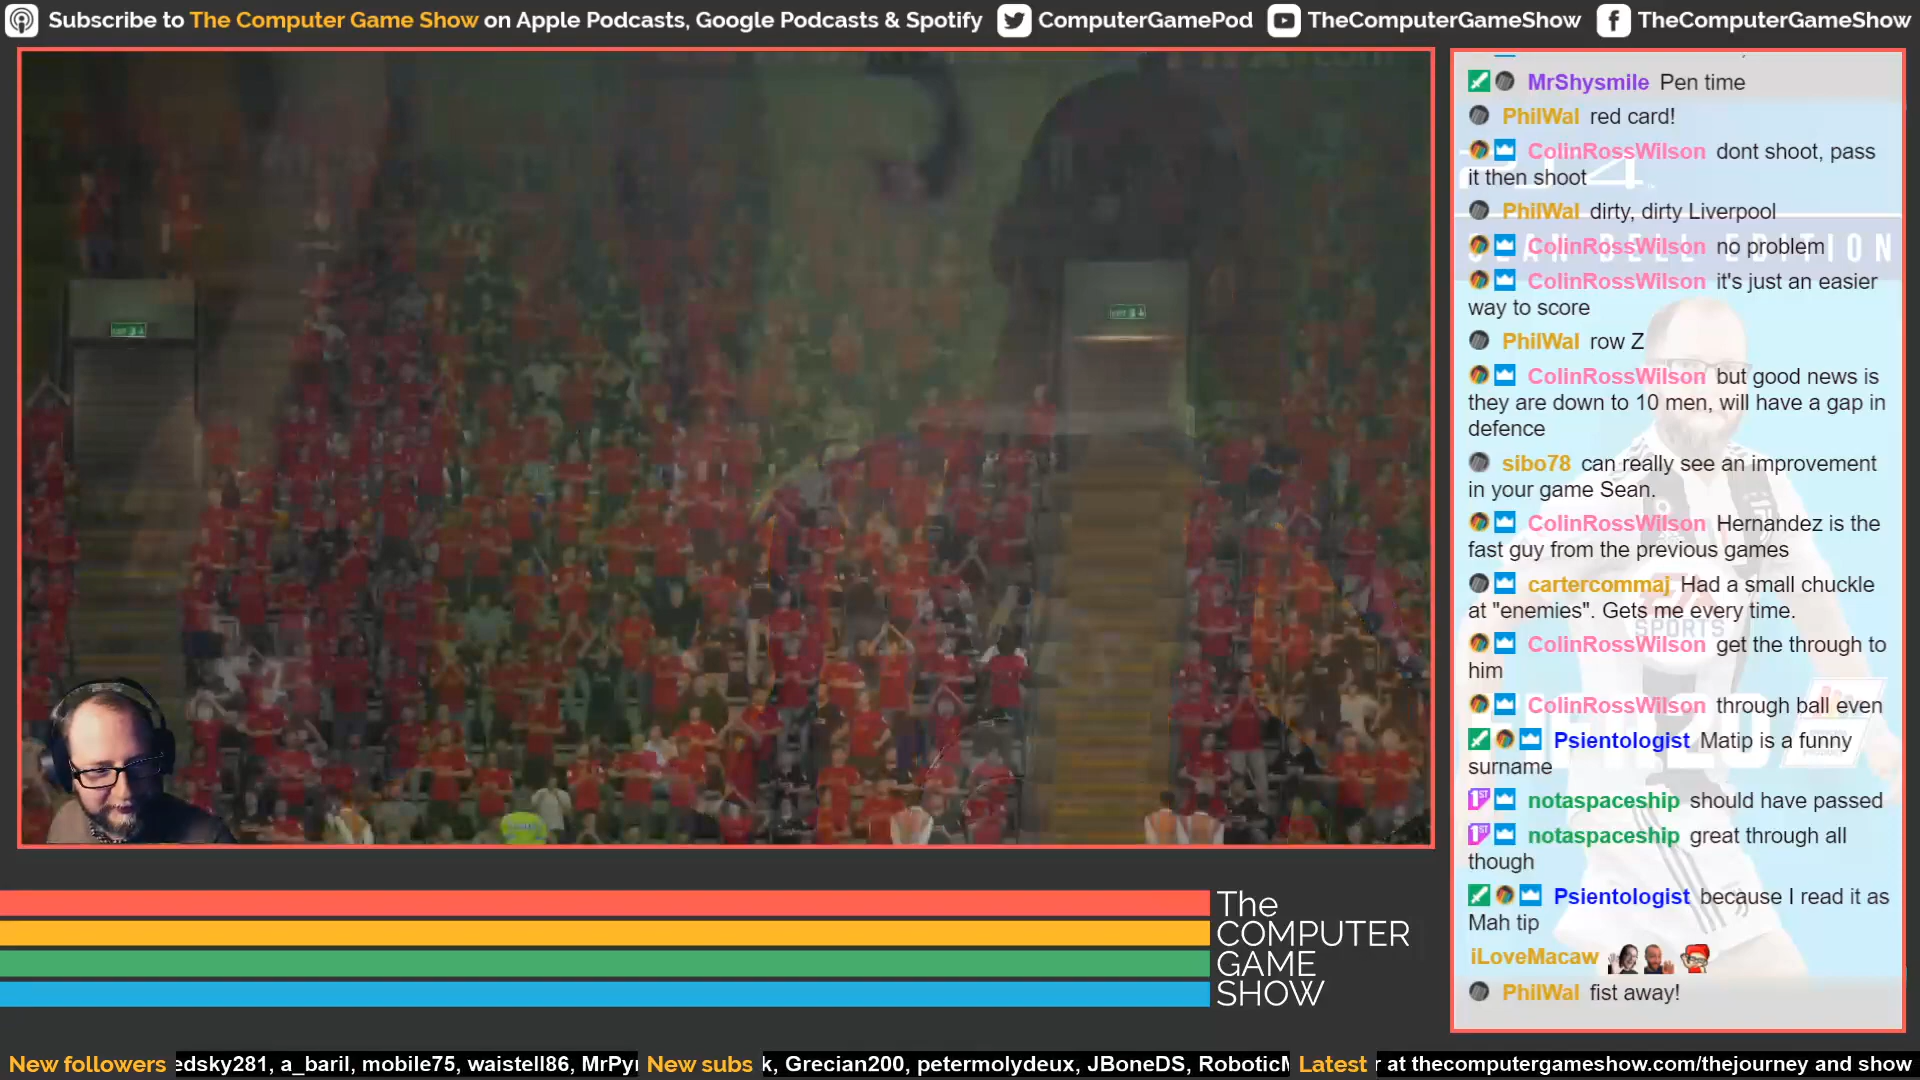 Subscribe to The Computer Game Show on Apple Podcasts, Google Podcasts & Spotify ComputerGamePod TheComputerGameShow TheComputerGameShow
MrShysmile Pen time
PhilWal red card!
ColinRossWilson dont shoot, pass
it then shoot
PhilWal dirty, dirty Liverpool
ColinRossWilson no problem
SEAN BELL EDITION
ColinRossWilson it's just an easier
way to score
PhilWal row Z
ColinRossWilson but good news is
they are down to 10 men, will have a gap in
defence
sibo78 can really see an improvement
in your game Sean.
ColinRossWilson Hernandez is the
fast guy from the previous games
cartercommaj Had a small chuckle
at "enemies". Gets me every time.
SPORTS
ColinRossWilson get the through to
him
ColinRossWilson through ball even
Psientologist Matip is a funny
surname
notaspaceship should have passed
notaspaceship great through all
though
Psientologist because I read it as
Mah tip
iLoveMacaw
PhilWal fist away!
The
COMPUTER
GAME
SHOW
New followers edsky281, a_baril, mobile75, waistell86, MrPyr New subs k, Grecian200, petermolydeux, JBoneDS, RoboticM Latest r at thecomputergameshow.com/thejourney and show